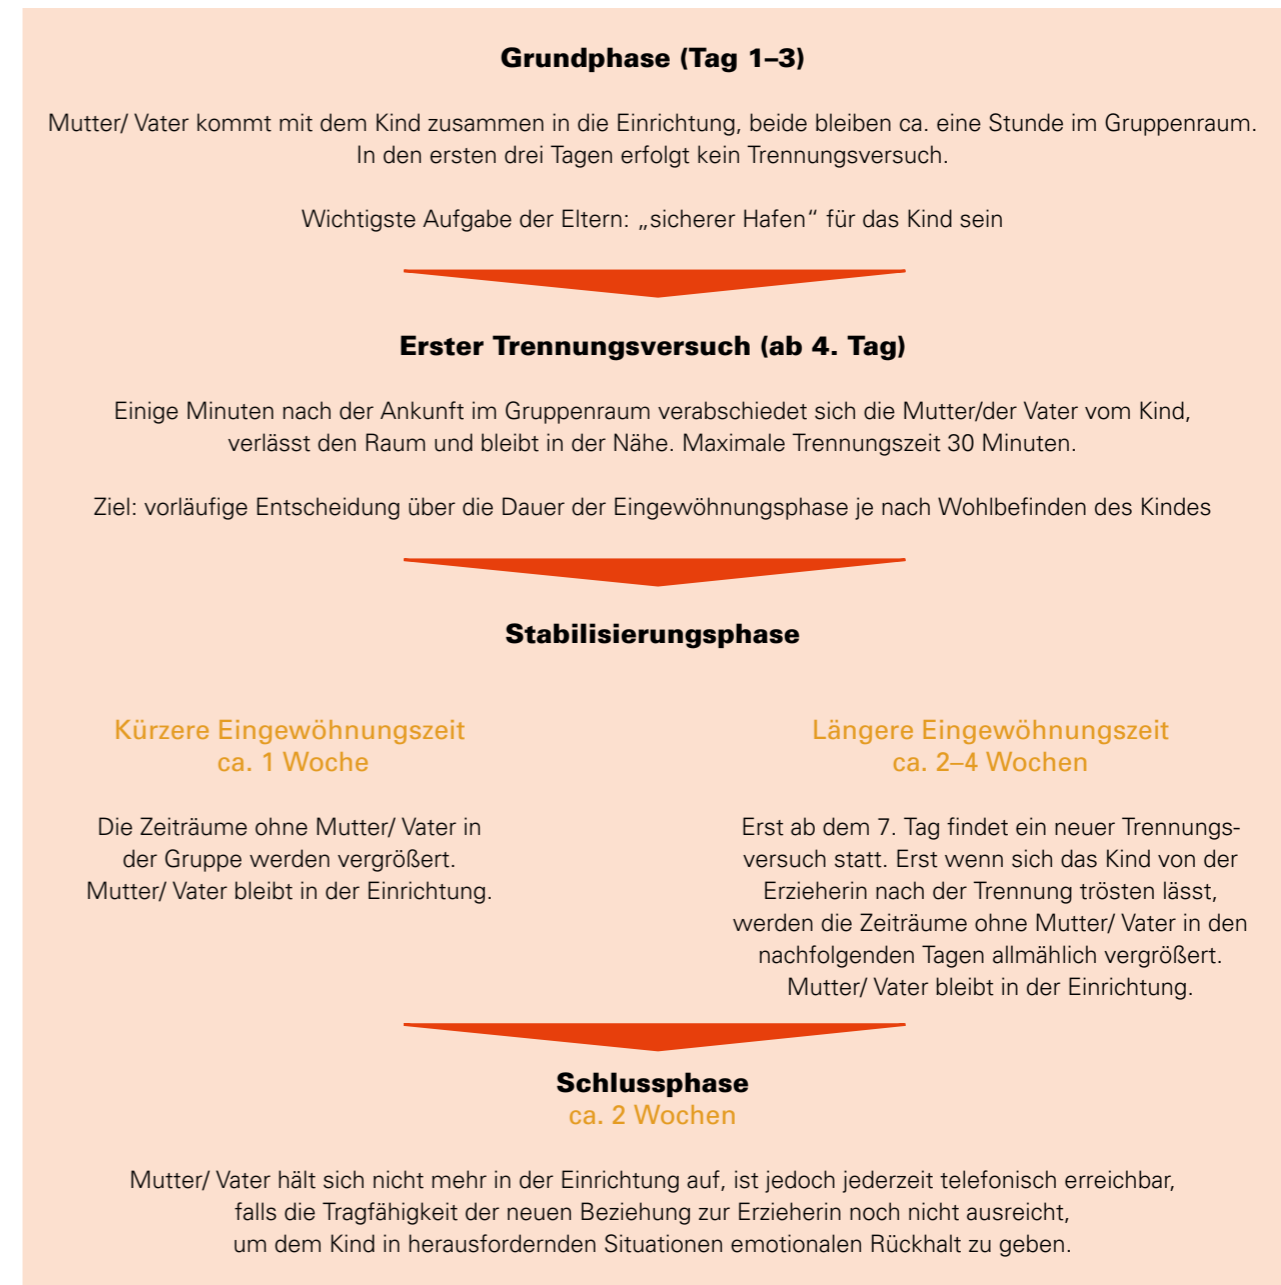 Grundphase (Tag 1–3)
Mutter/ Vater kommt mit dem Kind zusammen in die Einrichtung, beide bleiben ca. eine Stunde im Gruppenraum.
In den ersten drei Tagen erfolgt kein Trennungsversuch.
Wichtigste Aufgabe der Eltern: „sicherer Hafen“ für das Kind sein
Erster Trennungsversuch (ab 4. Tag)
Einige Minuten nach der Ankunft im Gruppenraum verabschiedet sich die Mutter/der Vater vom Kind,
verlässt den Raum und bleibt in der Nähe. Maximale Trennungszeit 30 Minuten.
Ziel: vorläufige Entscheidung über die Dauer der Eingewöhnungsphase je nach Wohlbefinden des Kindes
Stabilisierungsphase
Kürzere Eingewöhnungszeit
ca. 1 Woche
Die Zeiträume ohne Mutter/ Vater in
der Gruppe werden vergrößert.
Mutter/ Vater bleibt in der Einrichtung.
Längere Eingewöhnungszeit
ca. 2–4 Wochen
Erst ab dem 7. Tag findet ein neuer Trennungs-
versuch statt. Erst wenn sich das Kind von der
Erzieherin nach der Trennung trösten lässt,
werden die Zeiträume ohne Mutter/ Vater in den
nachfolgenden Tagen allmählich vergrößert.
Mutter/ Vater bleibt in der Einrichtung.
Schlussphase
ca. 2 Wochen
Mutter/ Vater hält sich nicht mehr in der Einrichtung auf, ist jedoch jederzeit telefonisch erreichbar,
falls die Tragfähigkeit der neuen Beziehung zur Erzieherin noch nicht ausreicht,
um dem Kind in herausfordernden Situationen emotionalen Rückhalt zu geben.